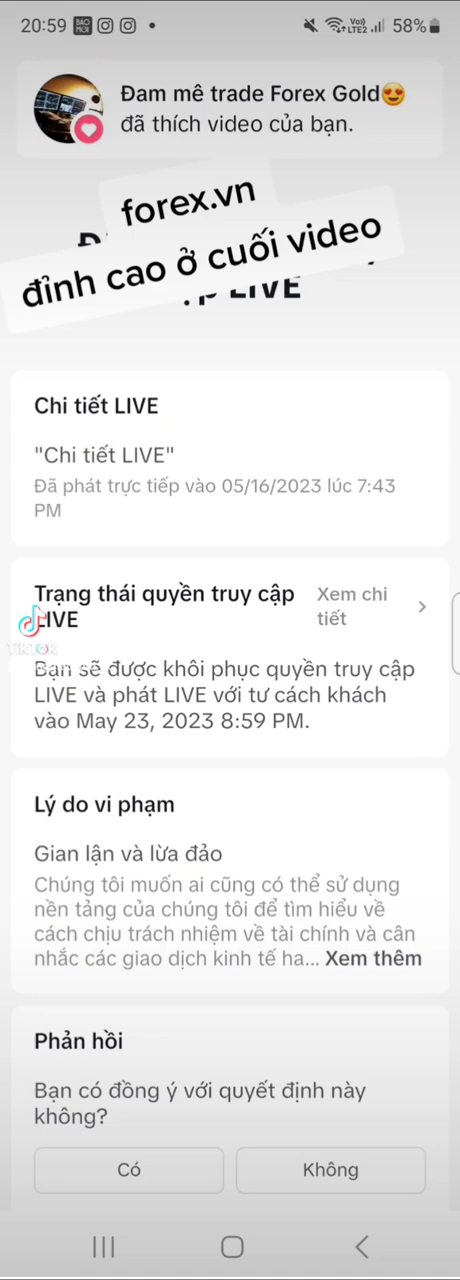 20:59
BÁO MỚI
58%
Đam mê trade Forex Gold😍
đã thích video của bạn.
forex.vn
đỉnh cao ở cuối video
LIVE
Chi tiết LIVE
"Chi tiết LIVE"
Đã phát trực tiếp vào 05/16/2023 lúc 7:43
PM
Trạng thái quyền truy cập
LIVE
Xem chi
tiết
TikTok
Bạn sẽ được khôi phục quyền truy cập
LIVE và phát LIVE với tư cách khách
vào May 23, 2023 8:59 PM.
Lý do vi phạm
Gian lận và lừa đảo
Chúng tôi muốn ai cũng có thể sử dụng
nền tảng của chúng tôi để tìm hiểu về
cách chịu trách nhiệm về tài chính và cân
nhắc các giao dịch kinh tế ha... Xem thêm
Phản hồi
Bạn có đồng ý với quyết định này
không?
Có
Không